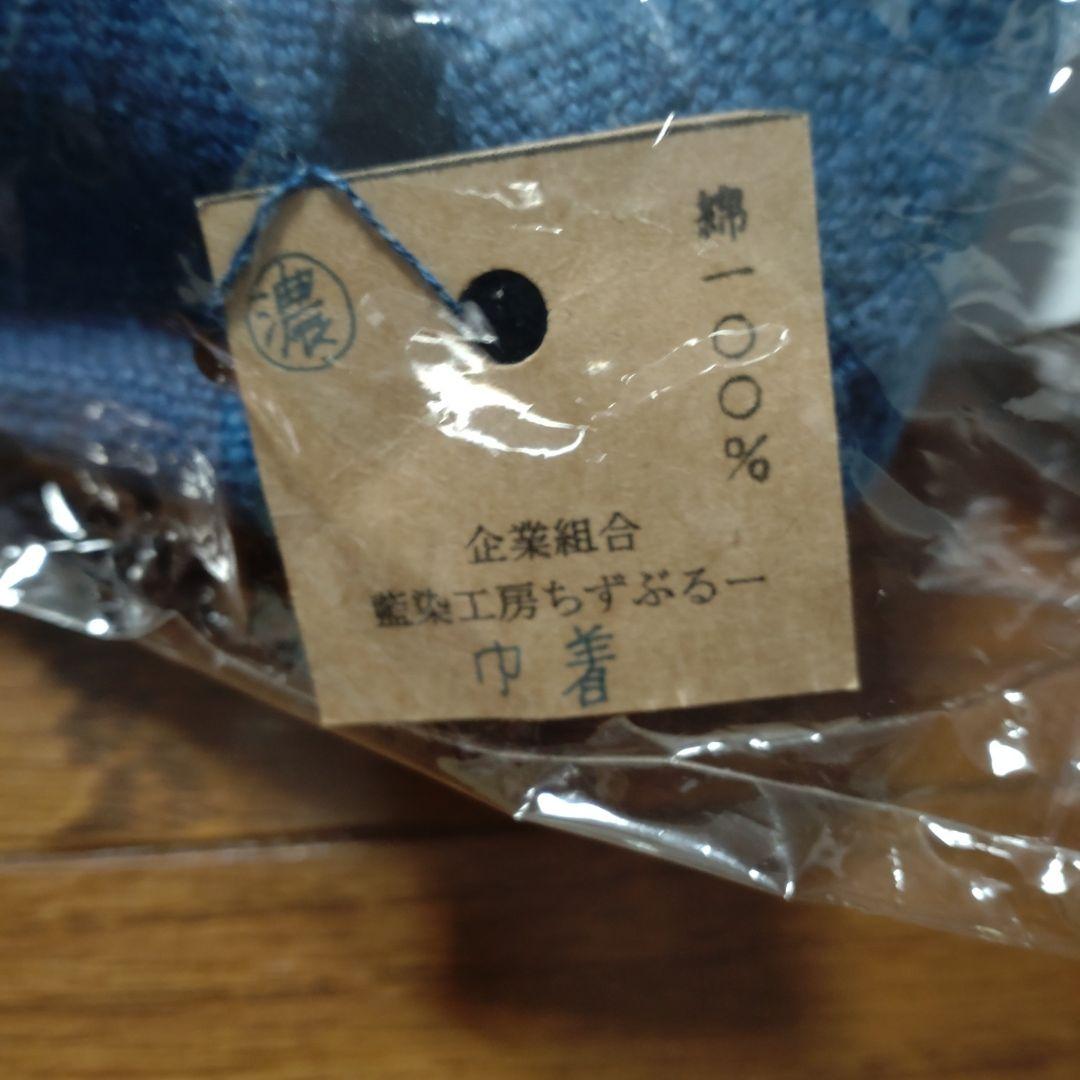 綿一〇〇%
濃
企業組合
藍染工房ちずぶるー
巾着